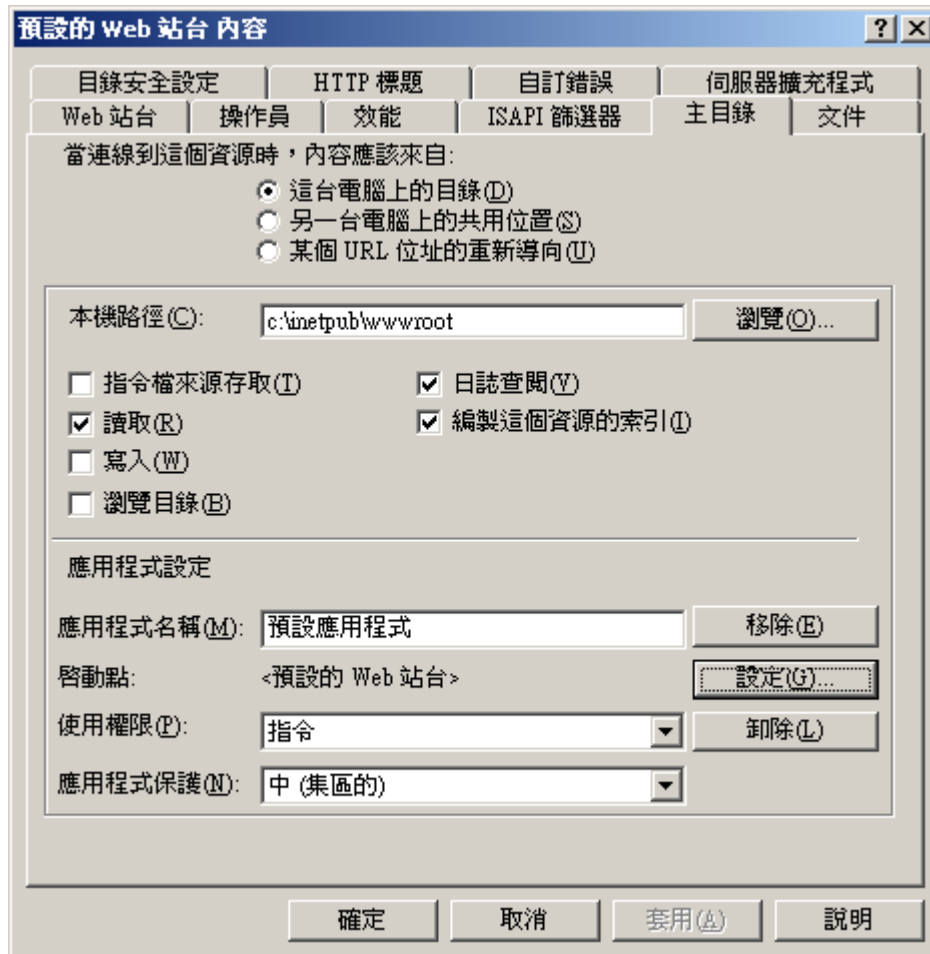 預設的 Web 站台 內容
目錄安全設定 HTTP 標題 自訂錯誤 伺服器擴充程式
Web 站台 操作員 效能 ISAPI 篩選器 主目錄 文件
當連線到這個資源時，內容應該來自:
這台電腦上的目錄(D)
另一台電腦上的共用位置(S)
某個 URL 位址的重新導向(U)
本機路徑(C): c:\inetpub\wwwroot 瀏覽(O)...
指令檔來源存取(T) 日誌查閱(V)
讀取(R) 編製這個資源的索引(I)
寫入(W)
瀏覽目錄(B)
應用程式設定
應用程式名稱(M): 預設應用程式 移除(E)
啓動點: <預設的 Web 站台> 設定(G)...
使用權限(P): 指令 卸除(L)
應用程式保護(N): 中 (集區的)
確定 取消 套用(A) 說明